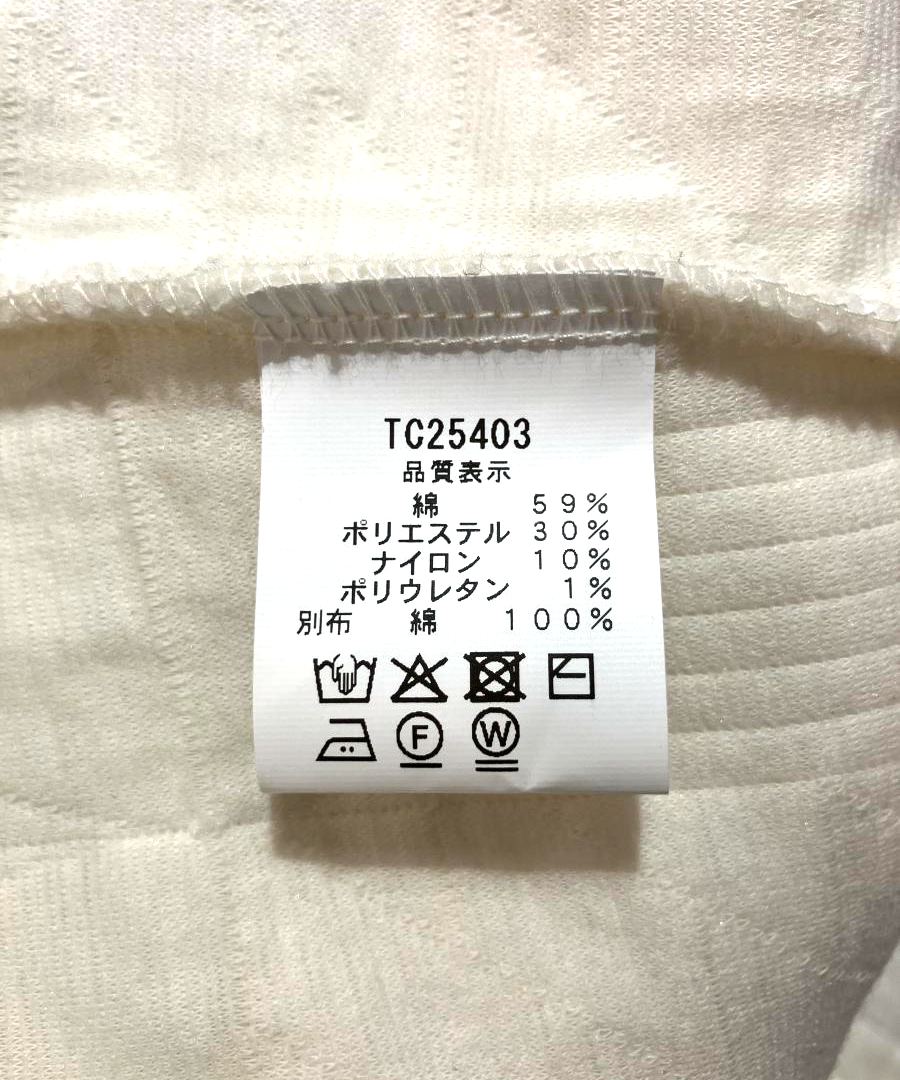 TC25403
品質表示
綿 59%
ポリエステル 30%
ナイロン 10%
ポリウレタン 1%
別布 綿 100%
F W